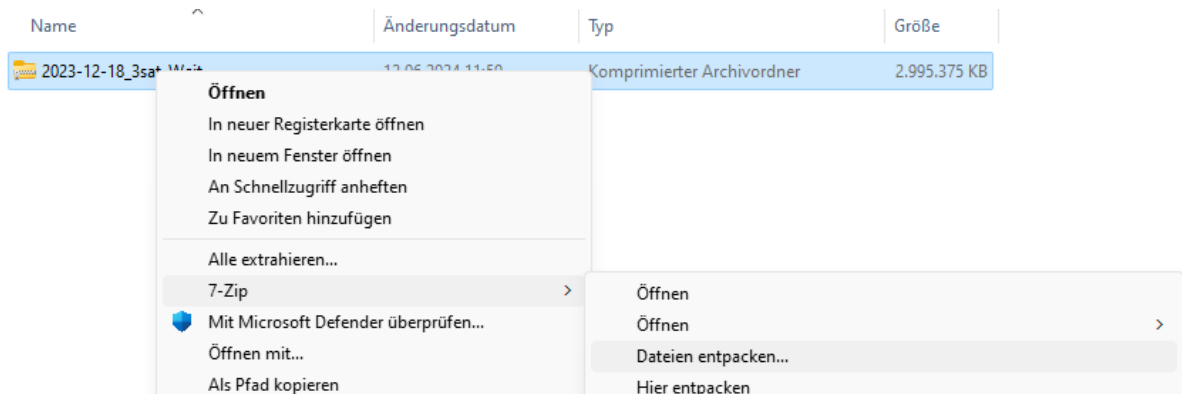 Name Änderungsdatum Typ Größe
2023-12-18_3sat Komprimierter Archivordner 2.995.375 KB
Öffnen
In neuer Registerkarte öffnen
In neuem Fenster öffnen
An Schnellzugriff anheften
Zu Favoriten hinzufügen
Alle extrahieren...
7-Zip
Öffnen
Mit Microsoft Defender überprüfen...
Öffnen
Öffnen mit...
Dateien entpacken...
Als Pfad kopieren
Hier entpacken